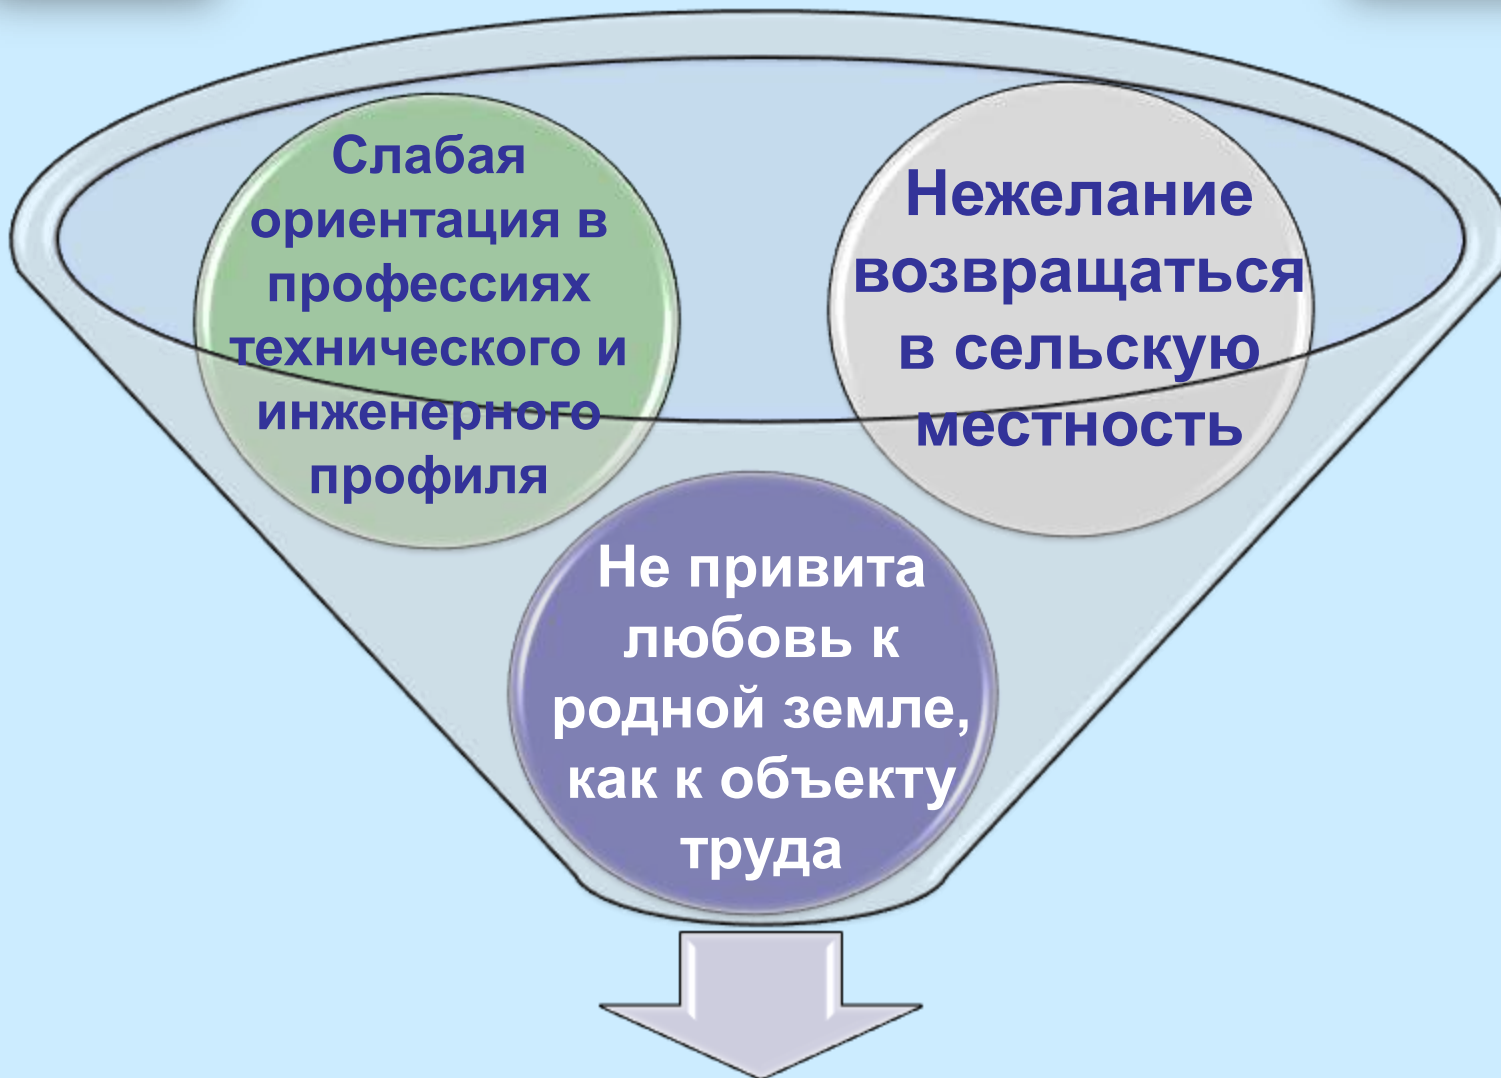 Слабая
ориентация в
профессиях
технического и
инженерного
профиля
Нежелание
возвращаться
в сельскую
местность
Не привита
любовь к
родной земле,
как к объекту
труда